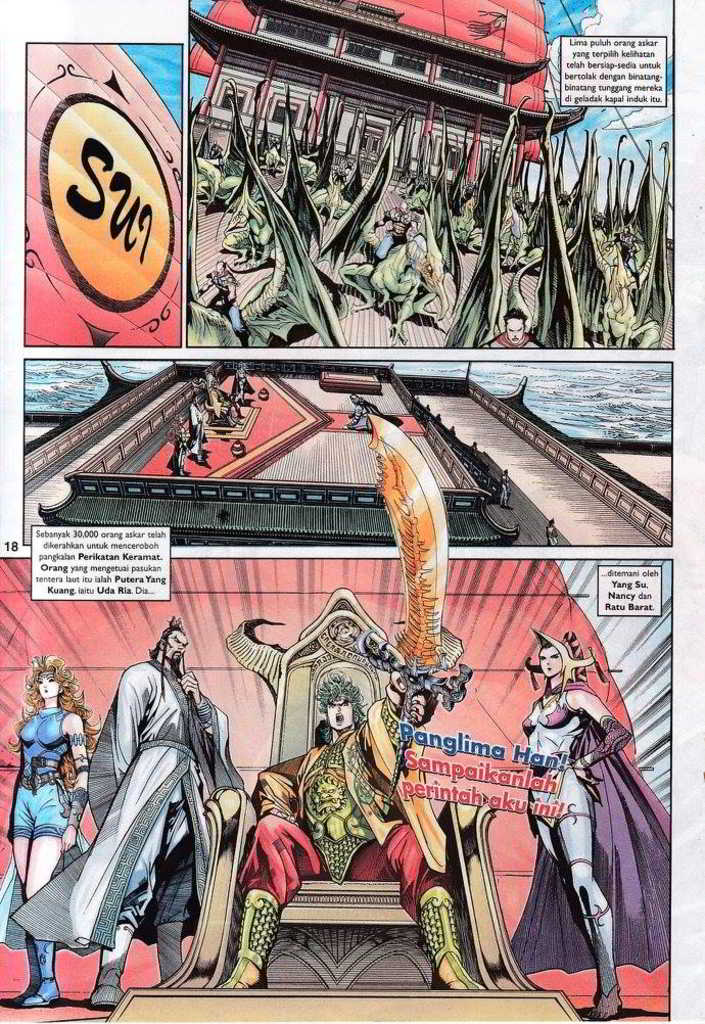 SUI
Lima puluh orang askar
yang terpilih kelihatan
telah bersiap-sedia untuk
bertolak dengan binatang-
binatang tunggang mereka
di geladak kapal induk itu.
18
Sebanyak 30,000 orang askar telah
dikerahkan untuk menceroboh
pangkalan Perikatan Keramat.
Orang yang mengetuai pasukan
tentera laut itu ialah Putera Yang
Kuang, iaitu Uda Ria. Dia...
...ditemani oleh
Yang Su,
Nancy dan
Ratu Barat.
Panglima Han!
Sampaikanlah
perintah aku ini!